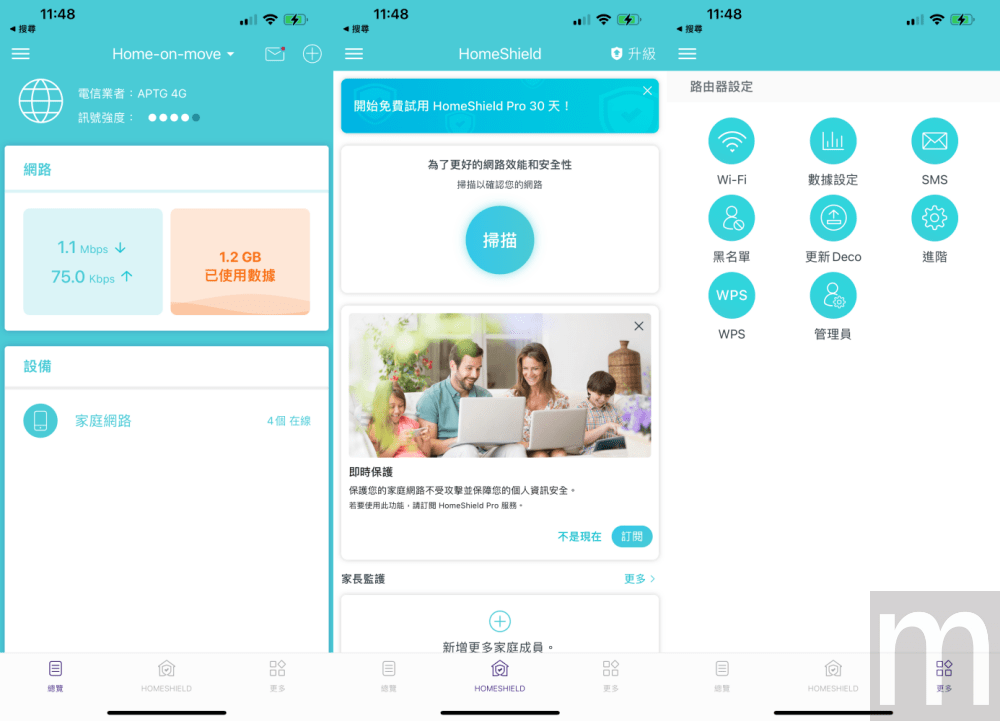 11:48
◀ 搜尋
Home-on-move
電信業者：APTG 4G
訊號強度：
網路
1.1 Mbps ↓
75.0 Kbps ↑
1.2 GB
已使用數據
設備
家庭網路
4個 在線
總覽
HOMESHIELD
更多
11:48
◀ 搜尋
HomeShield
升級
開始免費試用 HomeShield Pro 30 天！
為了更好的網路效能和安全性
掃描以確認您的網路
掃描
即時保護
保護您的家庭網路不受攻擊並保障您的個人資訊安全。
若要使用此功能，請訂閱 HomeShield Pro 服務。
不是現在
訂閱
家長監護
更多 >
新增更多家庭成員。
總覽
HOMESHIELD
更多
11:48
◀ 搜尋
路由器設定
Wi-Fi
數據設定
SMS
黑名單
更新Deco
進階
WPS
WPS
管理員
總覽
HOMESHIELD
更多
m